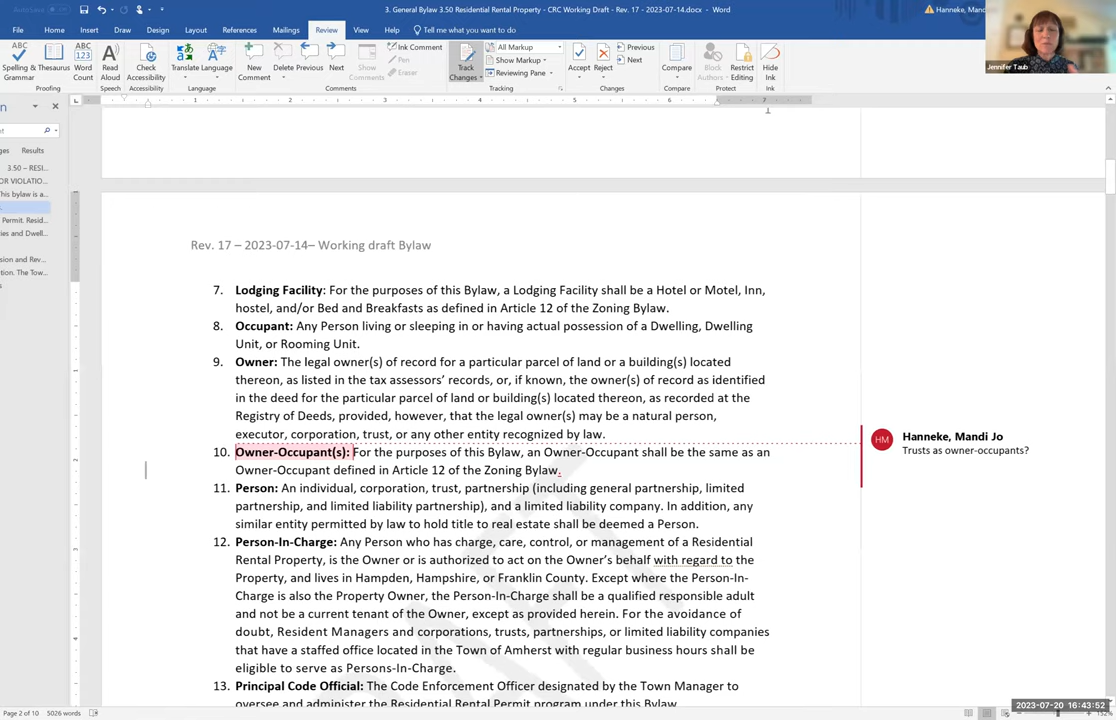 3. General Bylaw 3.50 Residential Rental Property - CRC Working Draft - Rev. 17 - 2023-07-14.docx - Word
Hanneke, Mandi
File Home Insert Draw Design Layout References Mailings Review View Help Tell me what you want to do
Jennifer Taub
Spelling & Grammar Thesaurus Word Count Read Aloud Check Accessibility Translate Language New Comment Delete Previous Next Show Comments Ink Comment Pen Eraser Track Changes All Markup Show Markup Reviewing Pane Accept Reject Previous Next Compare Block Authors Restrict Editing Hide Ink
Proofing Speech Accessibility Language Comments Tracking Changes Compare Protect Ink
Results
3.50 – RESI...
OR VIOLATIO...
his bylaw is a...
Permit. Resid...
ies and Dwell...
sion and Rev...
tion. The Tow...
Rev. 17 – 2023-07-14– Working draft Bylaw
7. Lodging Facility: For the purposes of this Bylaw, a Lodging Facility shall be a Hotel or Motel, Inn,
hostel, and/or Bed and Breakfasts as defined in Article 12 of the Zoning Bylaw.
8. Occupant: Any Person living or sleeping in or having actual possession of a Dwelling, Dwelling
Unit, or Rooming Unit.
9. Owner: The legal owner(s) of record for a particular parcel of land or a building(s) located
thereon, as listed in the tax assessors’ records, or, if known, the owner(s) of record as identified
in the deed for the particular parcel of land or building(s) located thereon, as recorded at the
Registry of Deeds, provided, however, that the legal owner(s) may be a natural person,
executor, corporation, trust, or any other entity recognized by law.
10. Owner-Occupant(s): For the purposes of this Bylaw, an Owner-Occupant shall be the same as an
Owner-Occupant defined in Article 12 of the Zoning Bylaw.
HM Hanneke, Mandi Jo
Trusts as owner-occupants?
11. Person: An individual, corporation, trust, partnership (including general partnership, limited
partnership, and limited liability partnership), and a limited liability company. In addition, any
similar entity permitted by law to hold title to real estate shall be deemed a Person.
12. Person-In-Charge: Any Person who has charge, care, control, or management of a Residential
Rental Property, is the Owner or is authorized to act on the Owner’s behalf with regard to the
Property, and lives in Hampden, Hampshire, or Franklin County. Except where the Person-In-
Charge is also the Property Owner, the Person-In-Charge shall be a qualified responsible adult
and not be a current tenant of the Owner, except as provided herein. For the avoidance of
doubt, Resident Managers and corporations, trusts, partnerships, or limited liability companies
that have a staffed office located in the Town of Amherst with regular business hours shall be
eligible to serve as Persons-In-Charge.
13. Principal Code Official: The Code Enforcement Officer designated by the Town Manager to
oversee and administer the Residential Rental Permit program under this Bylaw.
Page 2 of 10 5026 words
2023-07-20 16:43:52